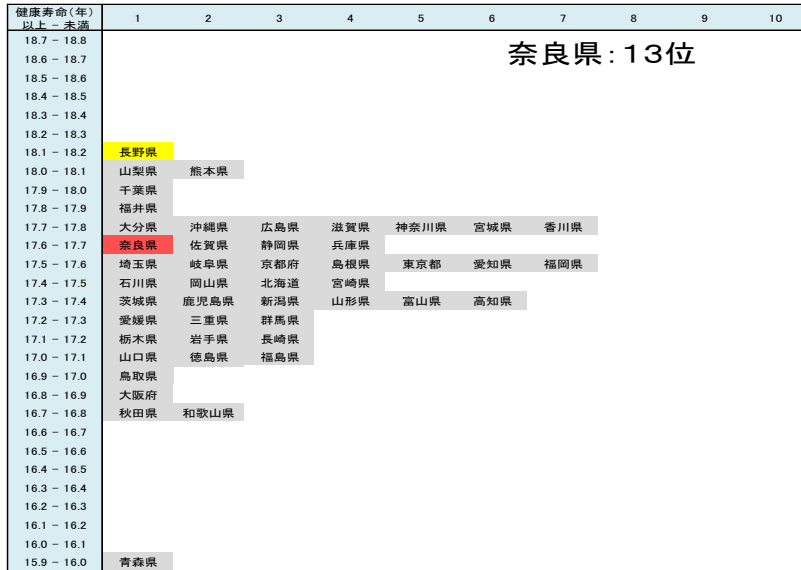 健康寿命(年)
以上 － 未満 1 2 3 4 5 6 7 8 9 10
18.7 － 18.8
奈良県：13位
18.6 － 18.7
18.5 － 18.6
18.4 － 18.5
18.3 － 18.4
18.2 － 18.3
18.1 － 18.2 長野県
18.0 － 18.1 山梨県 熊本県
17.9 － 18.0 千葉県
17.8 － 17.9 福井県
17.7 － 17.8 大分県 沖縄県 広島県 滋賀県 神奈川県 宮城県 香川県
17.6 － 17.7 奈良県 佐賀県 静岡県 兵庫県
17.5 － 17.6 埼玉県 岐阜県 京都府 島根県 東京都 愛知県 福岡県
17.4 － 17.5 石川県 岡山県 北海道 宮崎県
17.3 － 17.4 茨城県 鹿児島県 新潟県 山形県 富山県 高知県
17.2 － 17.3 愛媛県 三重県 群馬県
17.1 － 17.2 栃木県 岩手県 長崎県
17.0 － 17.1 山口県 徳島県 福島県
16.9 － 17.0 鳥取県
16.8 － 16.9 大阪府
16.7 － 16.8 秋田県 和歌山県
16.6 － 16.7
16.5 － 16.6
16.4 － 16.5
16.3 － 16.4
16.2 － 16.3
16.1 － 16.2
16.0 － 16.1
15.9 － 16.0 青森県